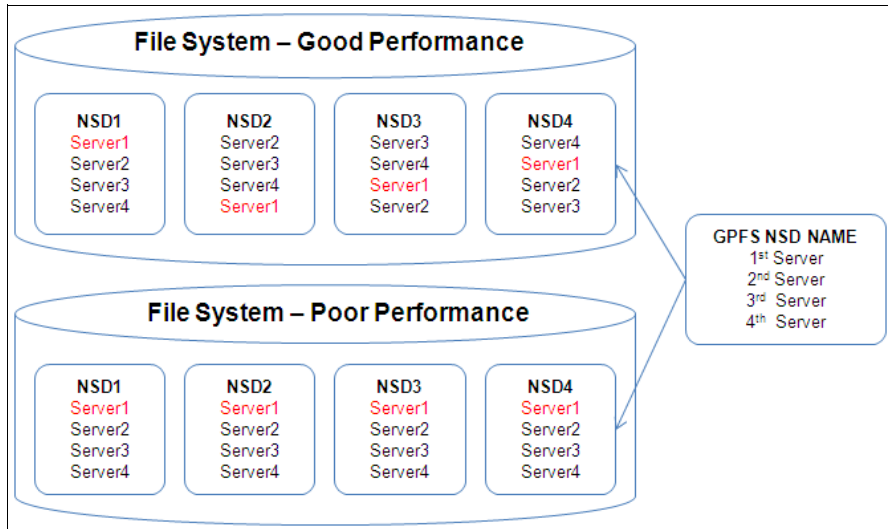 File System – Good Performance
NSD1
Server1
Server2
Server3
Server4
NSD2
Server2
Server3
Server4
Server1
NSD3
Server3
Server4
Server1
Server2
NSD4
Server4
Server1
Server2
Server3
GPFS NSD NAME
1st Server
2nd Server
3rd Server
4th Server
File System – Poor Performance
NSD1
Server1
Server2
Server3
Server4
NSD2
Server1
Server2
Server3
Server4
NSD3
Server1
Server2
Server3
Server4
NSD4
Server1
Server2
Server3
Server4